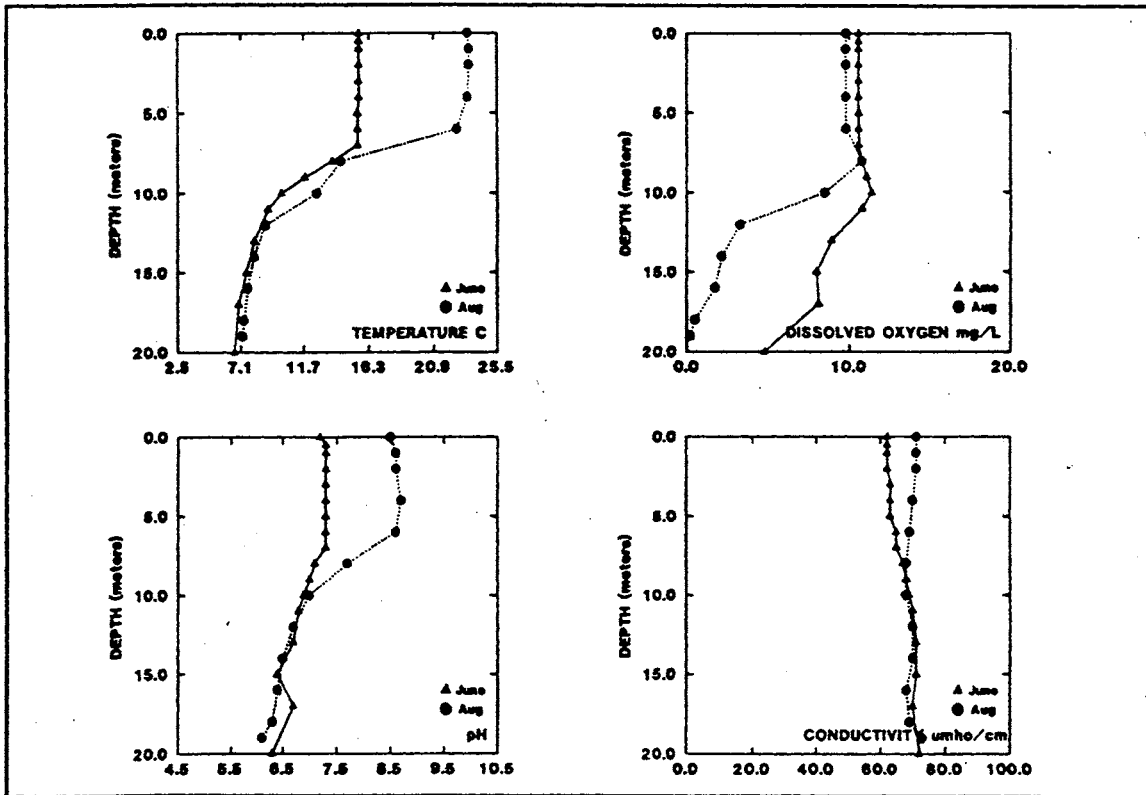 0.0
5.0
10.0
15.0
20.0
DEPTH (meters)
June
Aug
TEMPERATURE C
2.5 7.1 11.7 16.3 20.9 25.5
0.0
5.0
10.0
15.0
20.0
DEPTH (meters)
June
Aug
DISSOLVED OXYGEN mg/L
0.0 10.0 20.0
0.0
5.0
10.0
15.0
20.0
DEPTH (meters)
June
Aug
pH
4.5 5.5 6.5 7.5 8.5 9.5 10.5
0.0
5.0
10.0
15.0
20.0
DEPTH (meters)
June
Aug
CONDUCTIVIT umho/cm
0.0 20.0 40.0 60.0 80.0 100.0